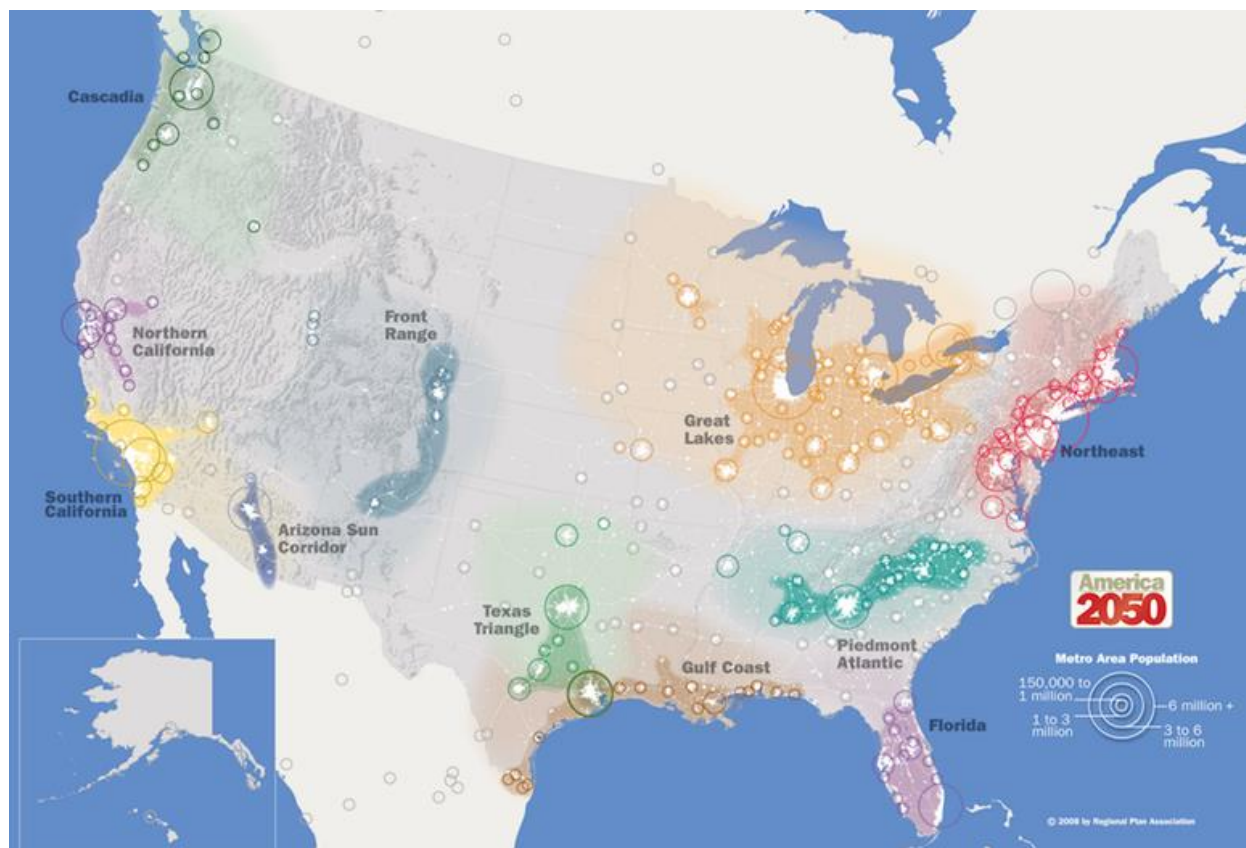 Cascadia
Northern
California
Front
Range
Great
Lakes
Northeast
Southern
California
Arizona Sun
Corridor
Texas
Triangle
Gulf Coast
Piedmont
Atlantic
Florida
America
2050
Metro Area Population
150,000 to
1 million
1 to 3
million
6 million +
3 to 6
million
© 2008 by Regional Plan Association